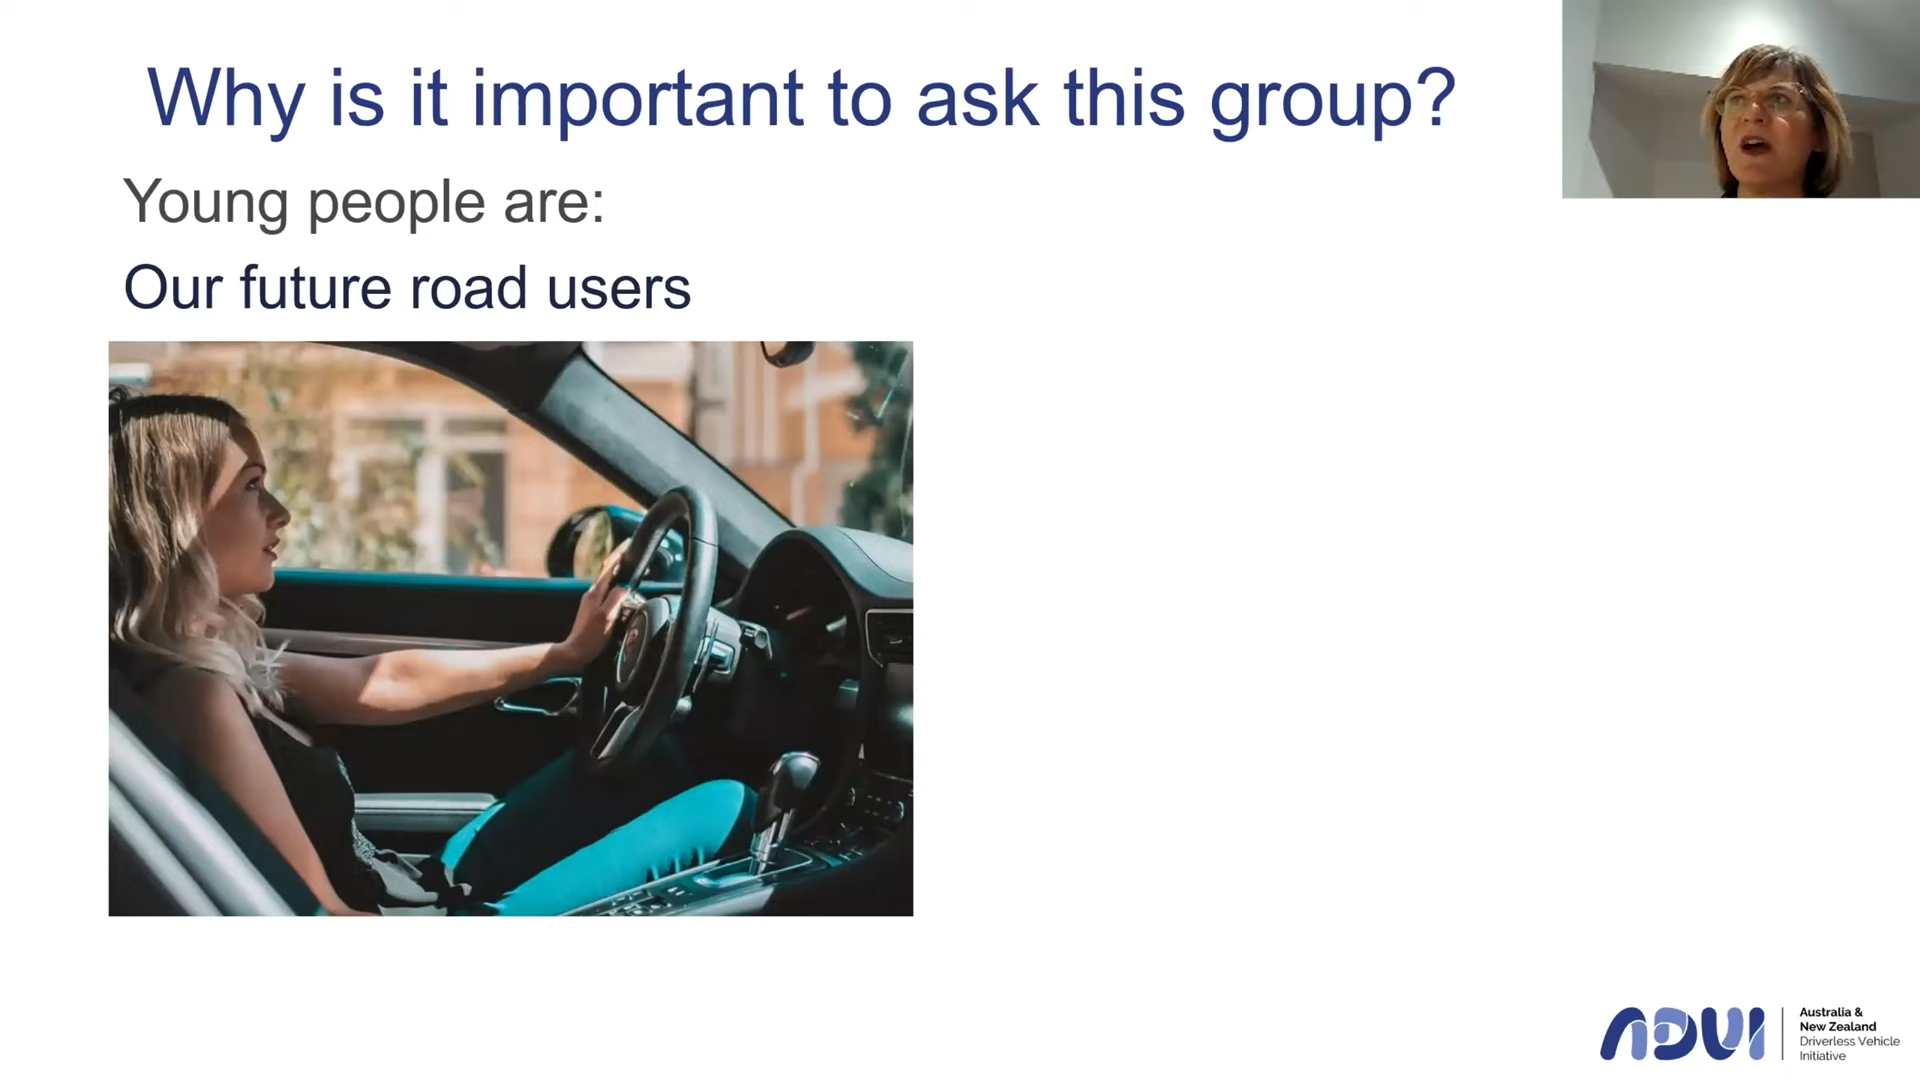 Why is it important to ask this group?
Young people are:
Our future road users
ADVI
Australia &
New Zealand
Driverless Vehicle
Initiative